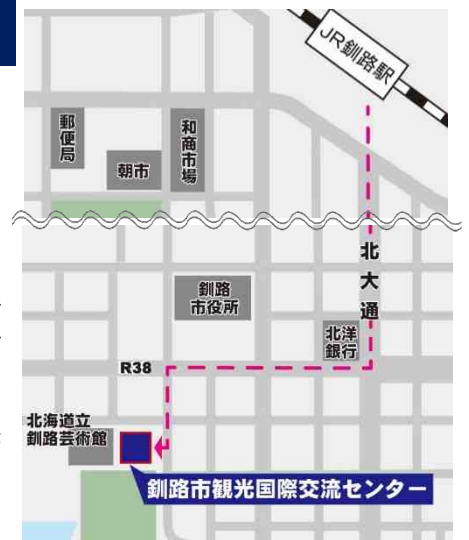 JR釧路駅
郵便局
朝市
和商市場
北大通
釧路
市役所
北洋
銀行
R38
北海道立
釧路芸術館
釧路市観光国際交流センター